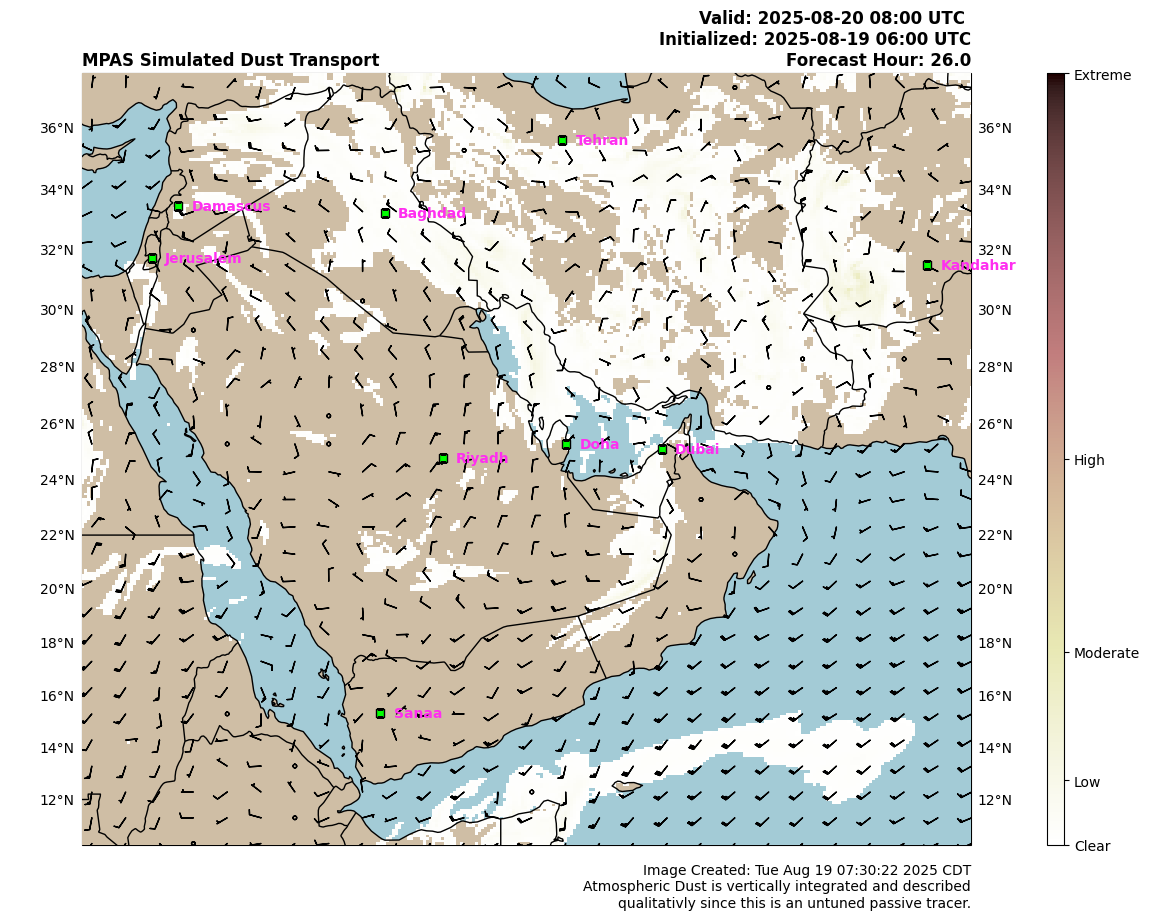 Valid: 2025-08-20 08:00 UTC
Initialized: 2025-08-19 06:00 UTC
MPAS Simulated Dust Transport Forecast Hour: 26.0
Extreme
36°N 36°N
Tehran
34°N 34°N
Damascus
Baghdad
32°N 32°N
Jerusalem
Kandahar
30°N 30°N
28°N 28°N
26°N 26°N
Doha
Dubai
Riyadh
High
24°N 24°N
22°N 22°N
20°N 20°N
18°N 18°N
Moderate
16°N 16°N
Sanaa
14°N 14°N
Low
12°N 12°N
Clear
Image Created: Tue Aug 19 07:30:22 2025 CDT
Atmospheric Dust is vertically integrated and described
qualitativly since this is an untuned passive tracer.